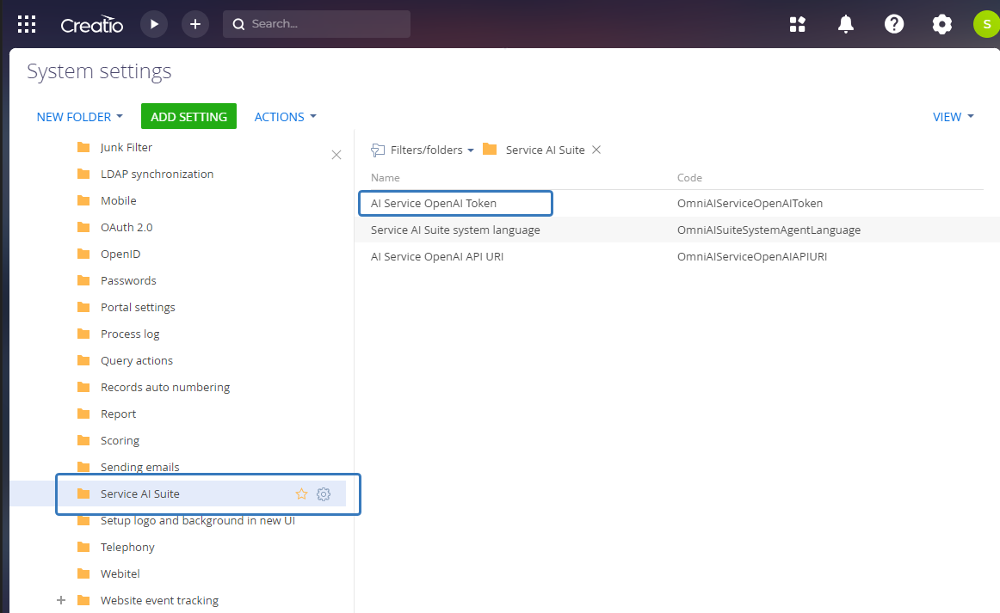 Creatio
Search...
S
System settings
NEW FOLDER
ADD SETTING
ACTIONS
VIEW
Junk Filter
LDAP synchronization
Mobile
OAuth 2.0
OpenID
Passwords
Portal settings
Process log
Query actions
Records auto numbering
Report
Scoring
Sending emails
Service AI Suite
Setup logo and background in new UI
Telephony
Webitel
Website event tracking
Filters/folders Service AI Suite
Name Code
AI Service OpenAI Token OmniAIServiceOpenAIToken
Service AI Suite system language OmniAISuiteSystemAgentLanguage
AI Service OpenAI API URI OmniAIServiceOpenAIAPIURI